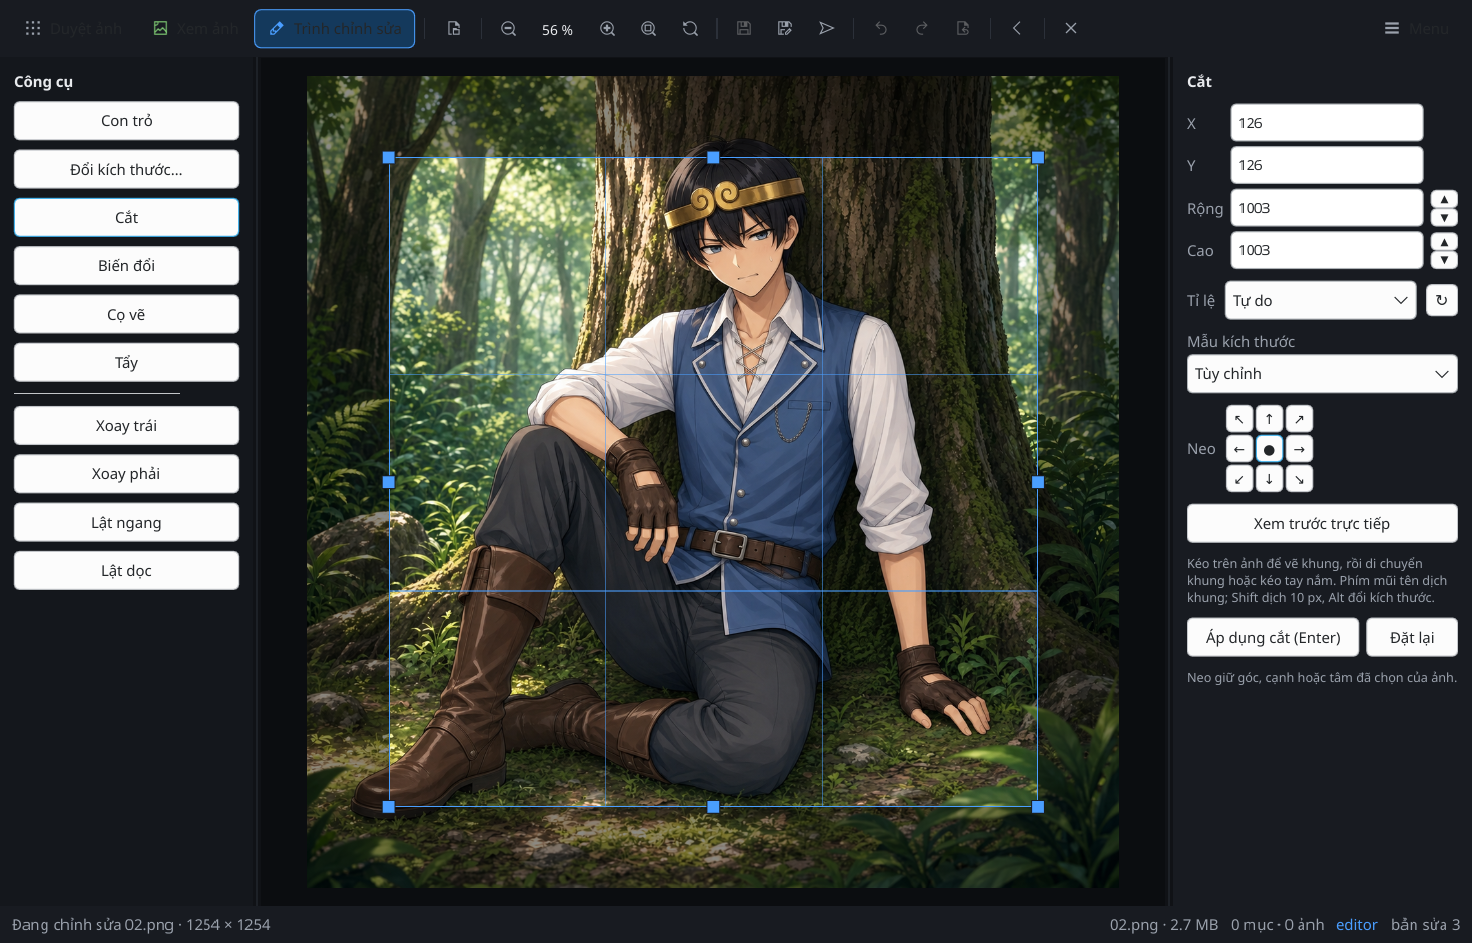 Duyệt ảnh
Xem ảnh
Trình chỉnh sửa
56 %
Menu
Công cụ
Con trỏ
Đổi kích thước...
Cắt
Biến đổi
Cọ vẽ
Tẩy
Xoay trái
Xoay phải
Lật ngang
Lật dọc
Cắt
X 126
Y 126
Rộng 1003
Cao 1003
Tỉ lệ Tự do
Mẫu kích thước
Tùy chỉnh
Neo
Xem trước trực tiếp
Kéo trên ảnh để vẽ khung, rồi di chuyển
khung hoặc kéo tay nắm. Phím mũi tên dịch
khung; Shift dịch 10 px, Alt đổi kích thước.
Áp dụng cắt (Enter) Đặt lại
Neo giữ góc, cạnh hoặc tâm đã chọn của ảnh.
Đang chỉnh sửa 02.png · 1254 × 1254
02.png · 2.7 MB 0 mục · 0 ảnh editor bản sửa 3